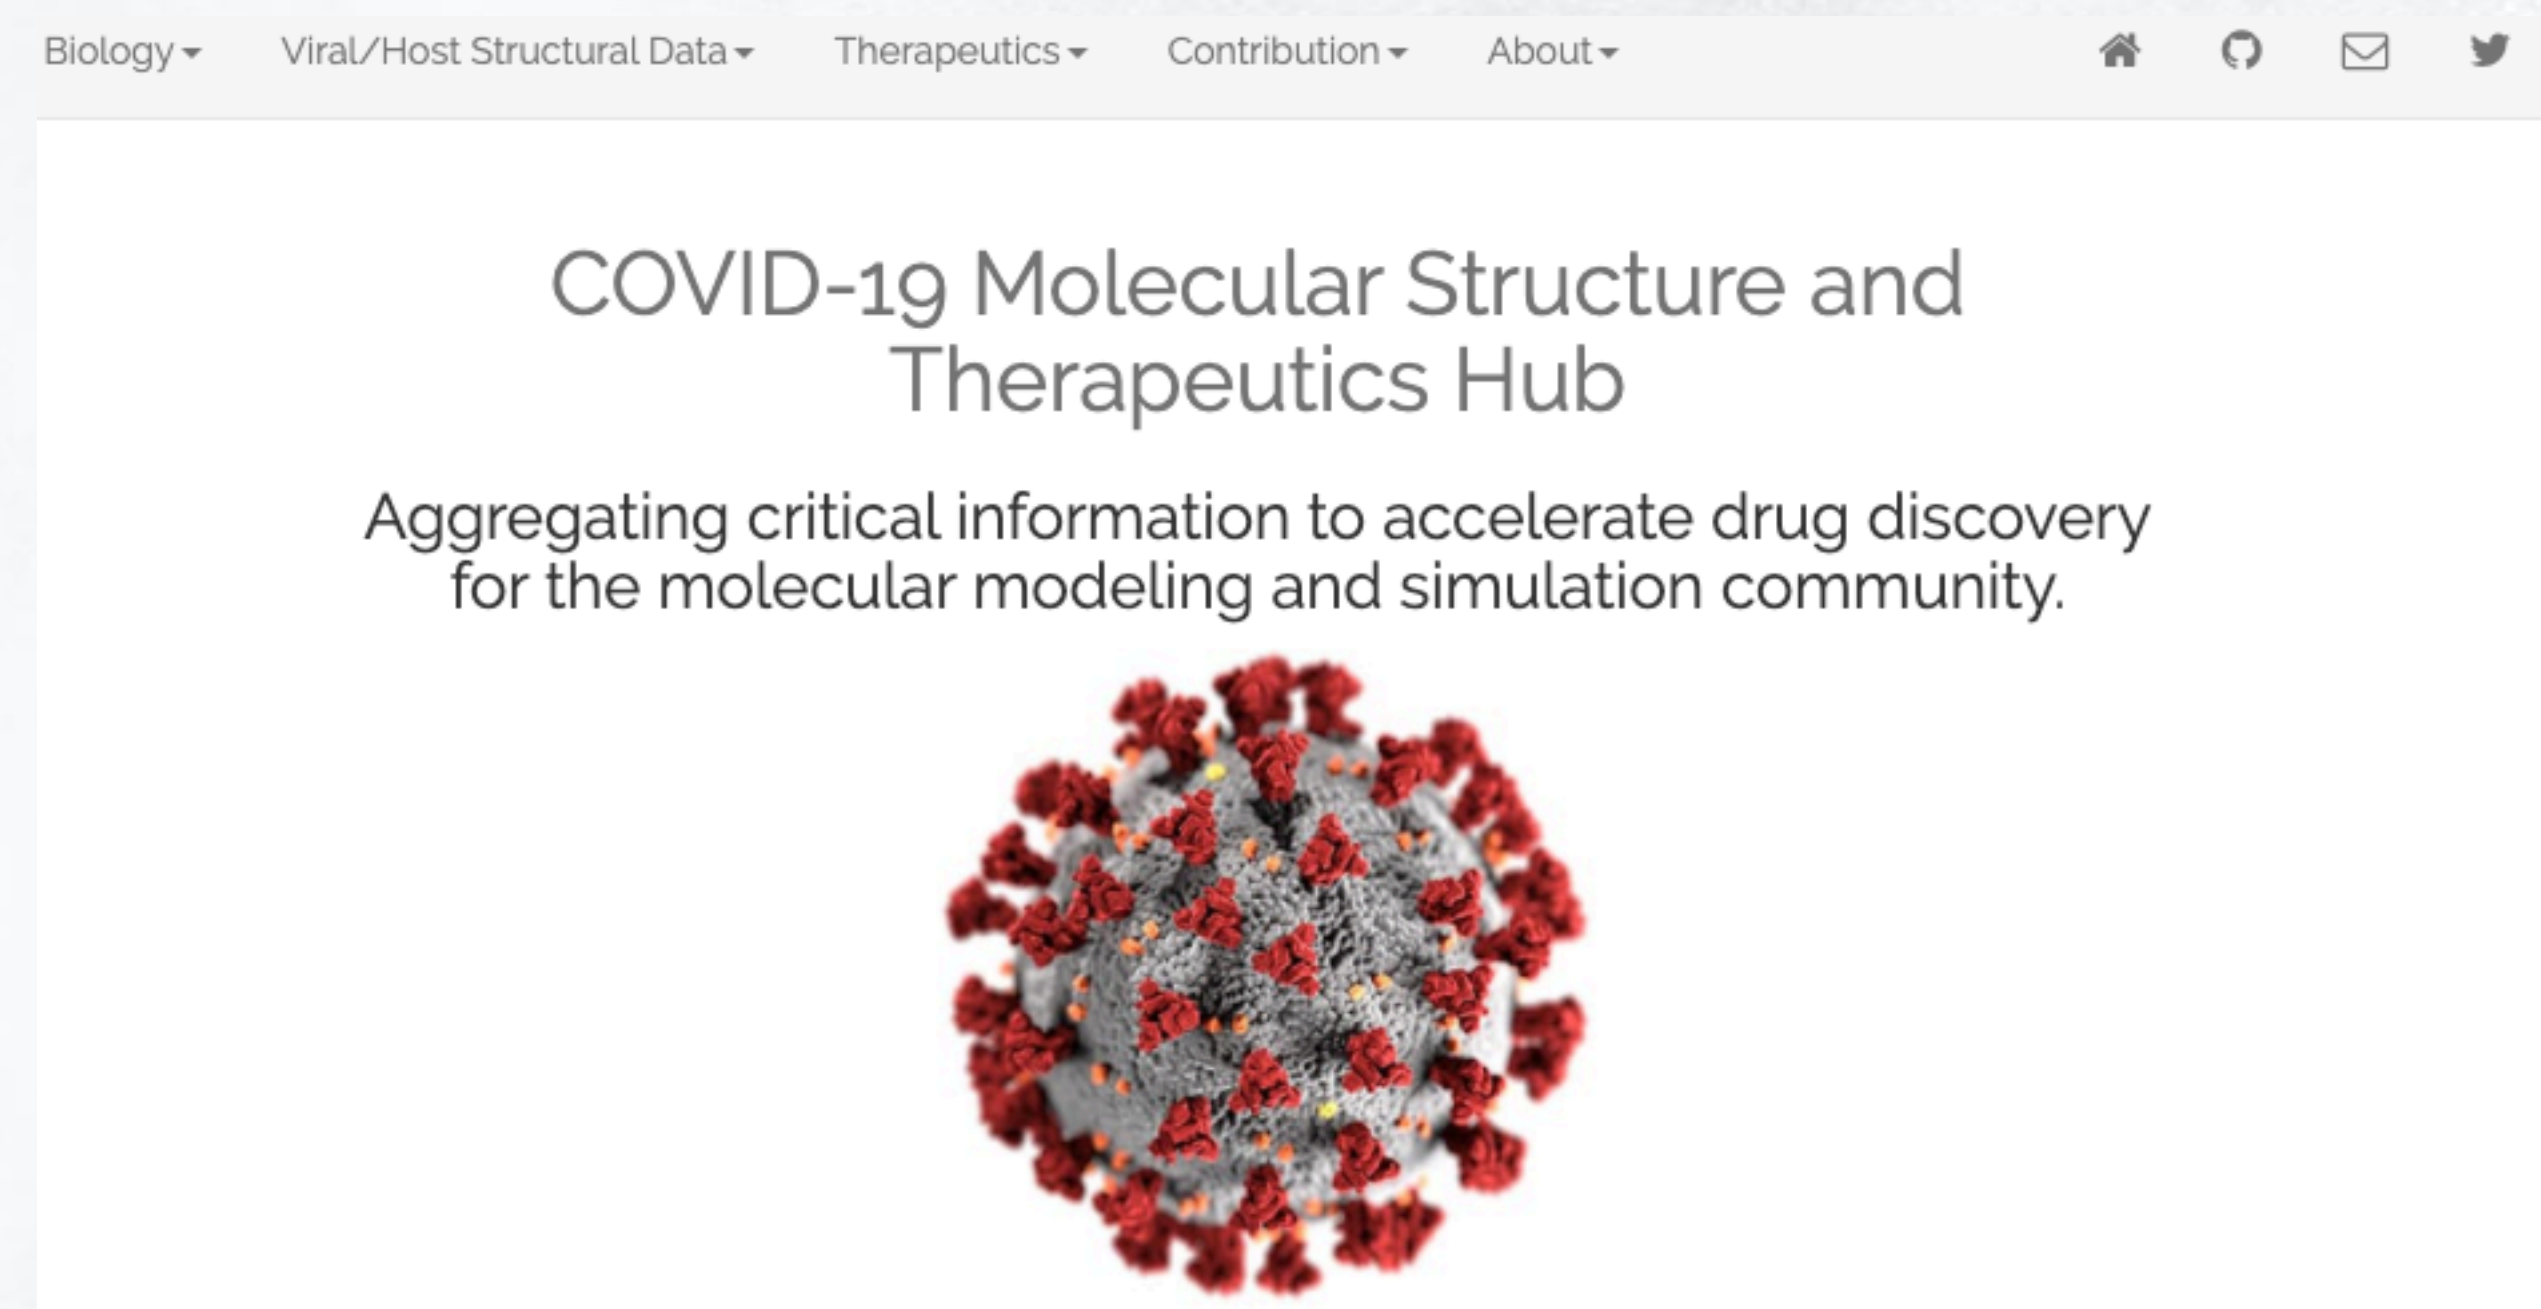 Biology Viral/Host Structural Data Therapeutics Contribution About
COVID-19 Molecular Structure and
Therapeutics Hub
Aggregating critical information to accelerate drug discovery
for the molecular modeling and simulation community.